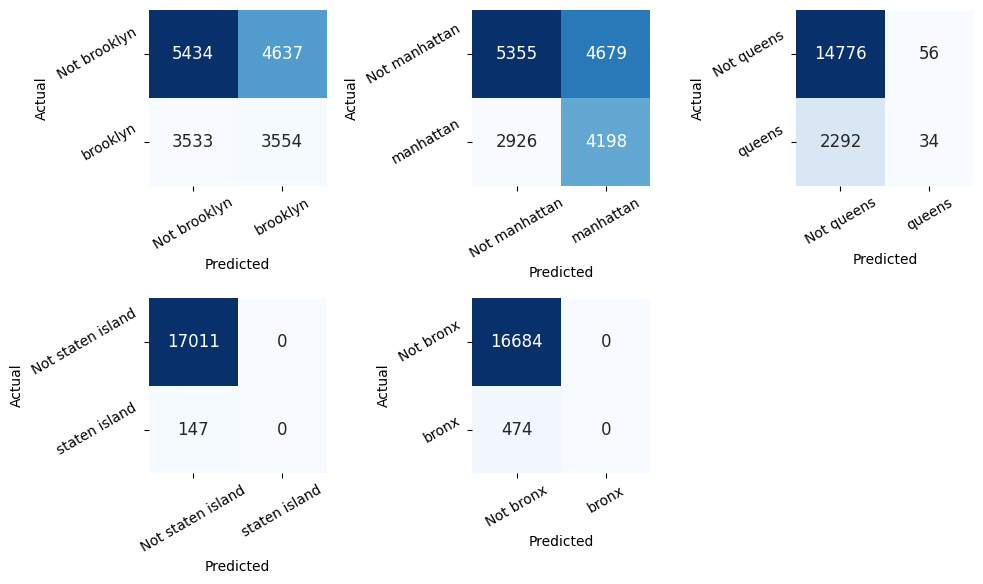 Actual
Not brooklyn
brooklyn
5434 4637
3533 3554
Not brooklyn brooklyn
Predicted
Actual
Not manhattan
manhattan
5355 4679
2926 4198
Not manhattan manhattan
Predicted
Actual
Not queens
queens
14776 56
2292 34
Not queens queens
Predicted
Actual
Not staten island
staten island
17011 0
147 0
Not staten island staten island
Predicted
Actual
Not bronx
bronx
16684 0
474 0
Not bronx bronx
Predicted